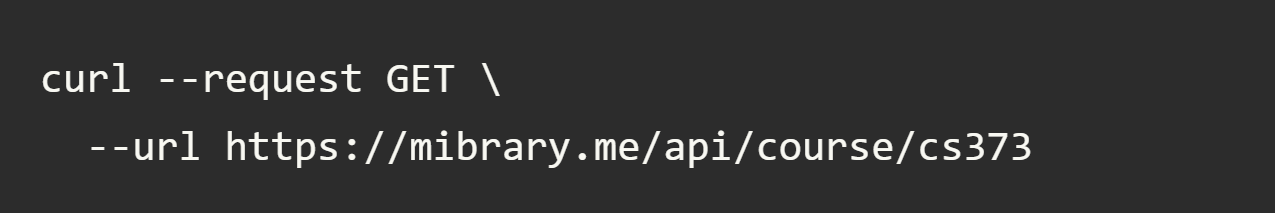 curl --request GET \
  --url https://mibrary.me/api/course/cs373